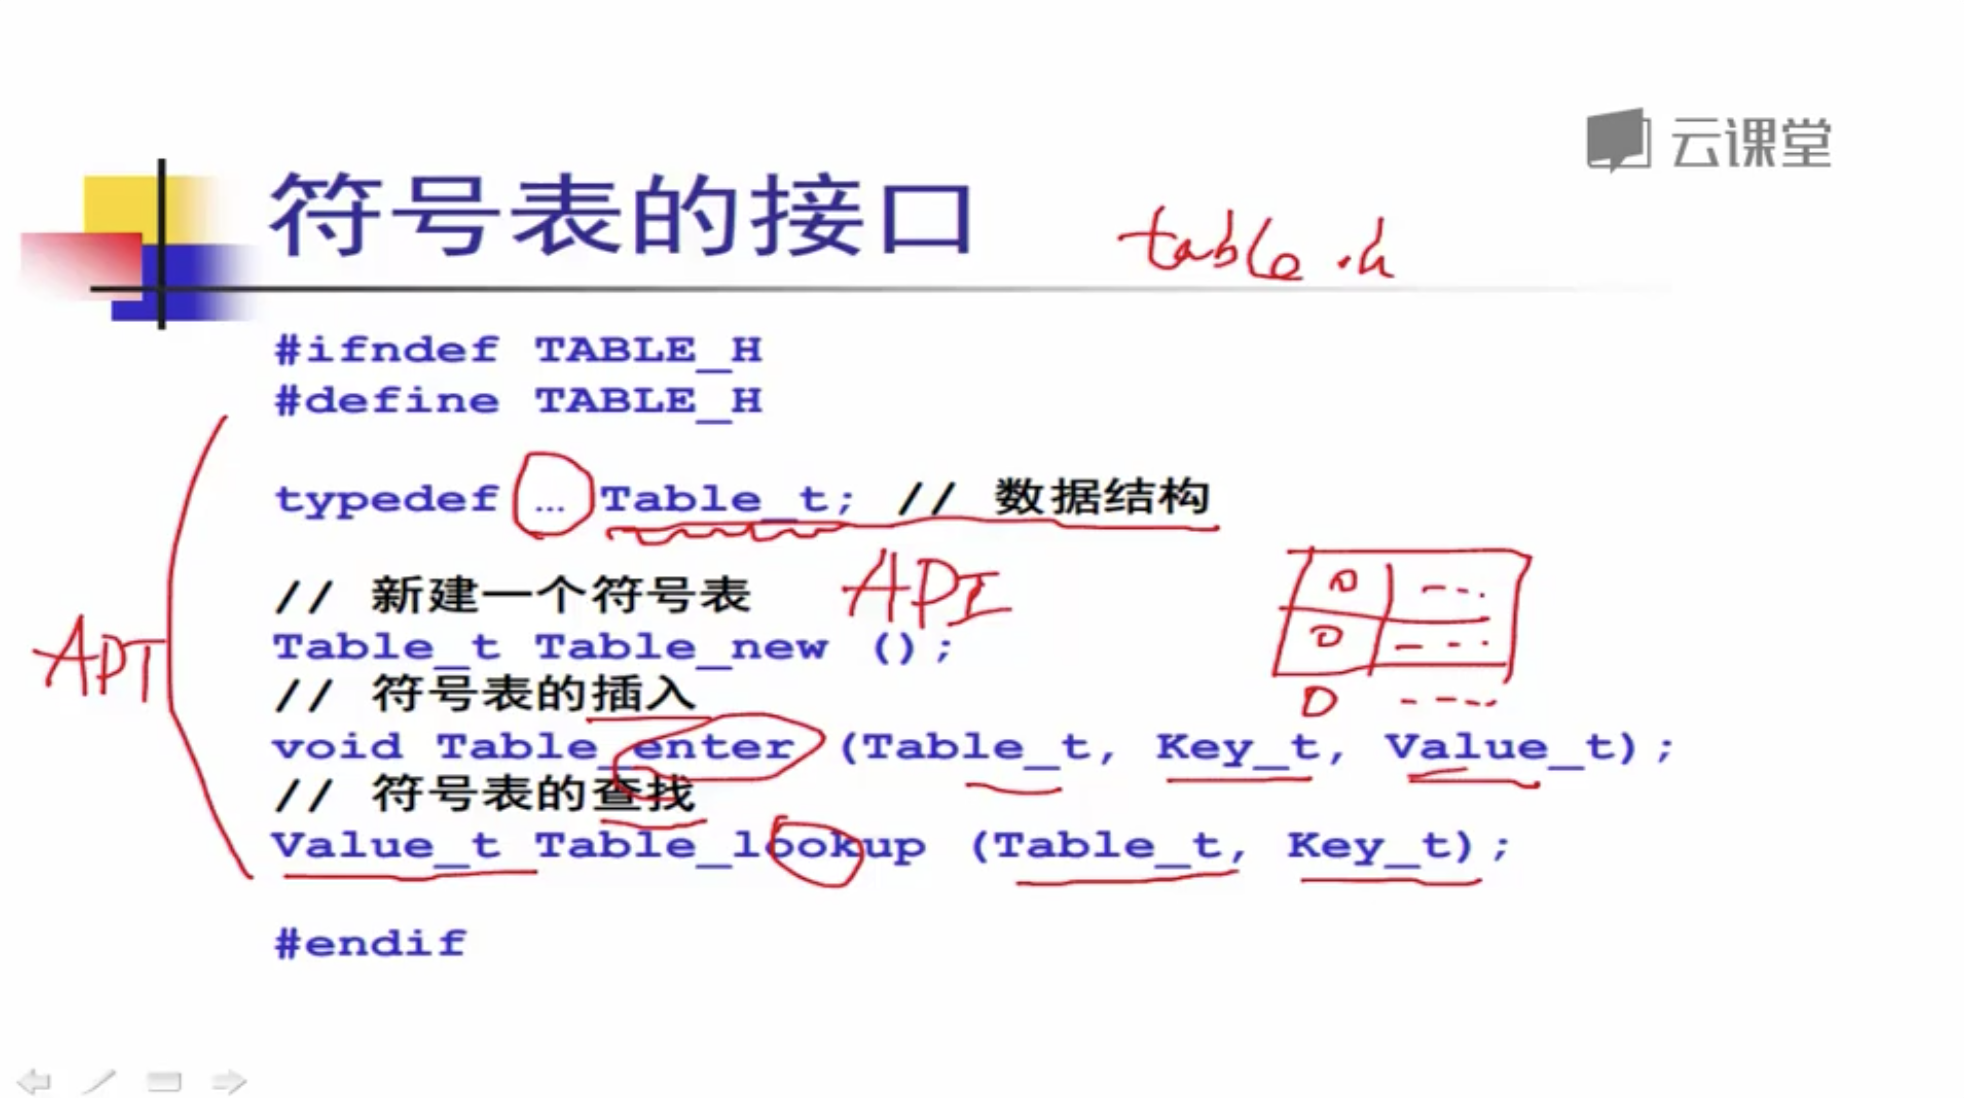 云课堂
符号表的接口
table.h
#ifndef TABLE_H
#define TABLE_H
typedef … Table_t; // 数据结构
// 新建一个符号表
API
Table_t Table_new ();
API
// 符号表的插入
void Table_enter (Table_t, Key_t, Value_t);
// 符号表的查找
Value_t Table_lookup (Table_t, Key_t);
#endif